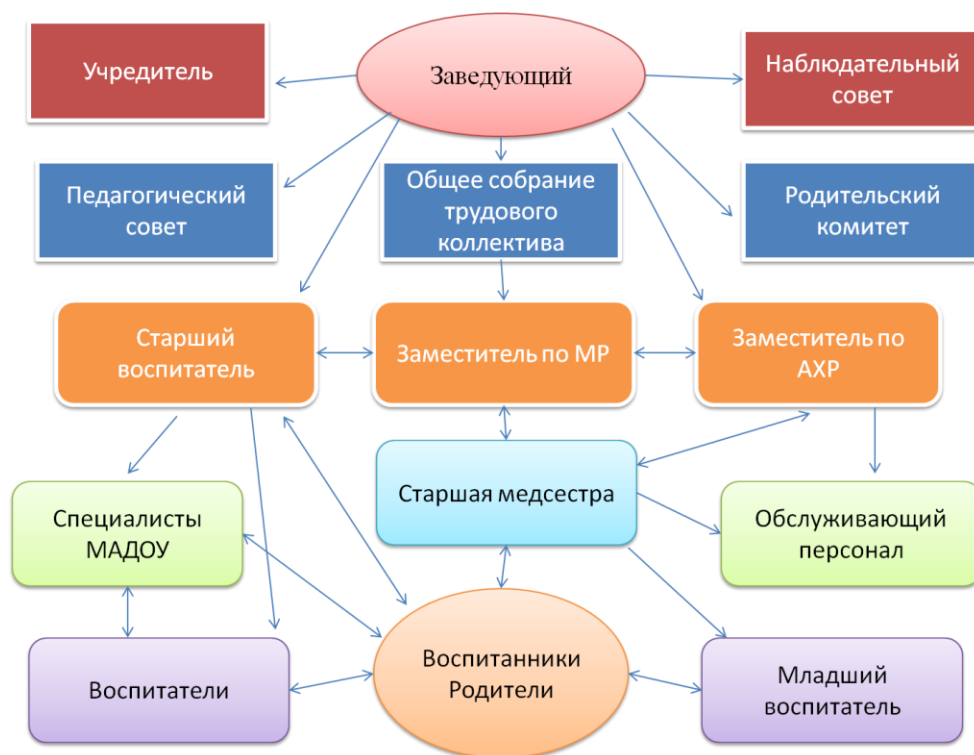 Учредитель
Заведующий
Наблюдательный
совет
Педагогический
совет
Общее собрание
трудового
коллектива
Родительский
комитет
Старший
воспитатель
Заместитель по МР
Заместитель по
АХР
Специалисты
МАДОУ
Старшая медсестра
Обслуживающий
персонал
Воспитатели
Воспитанники
Родители
Младший
воспитатель